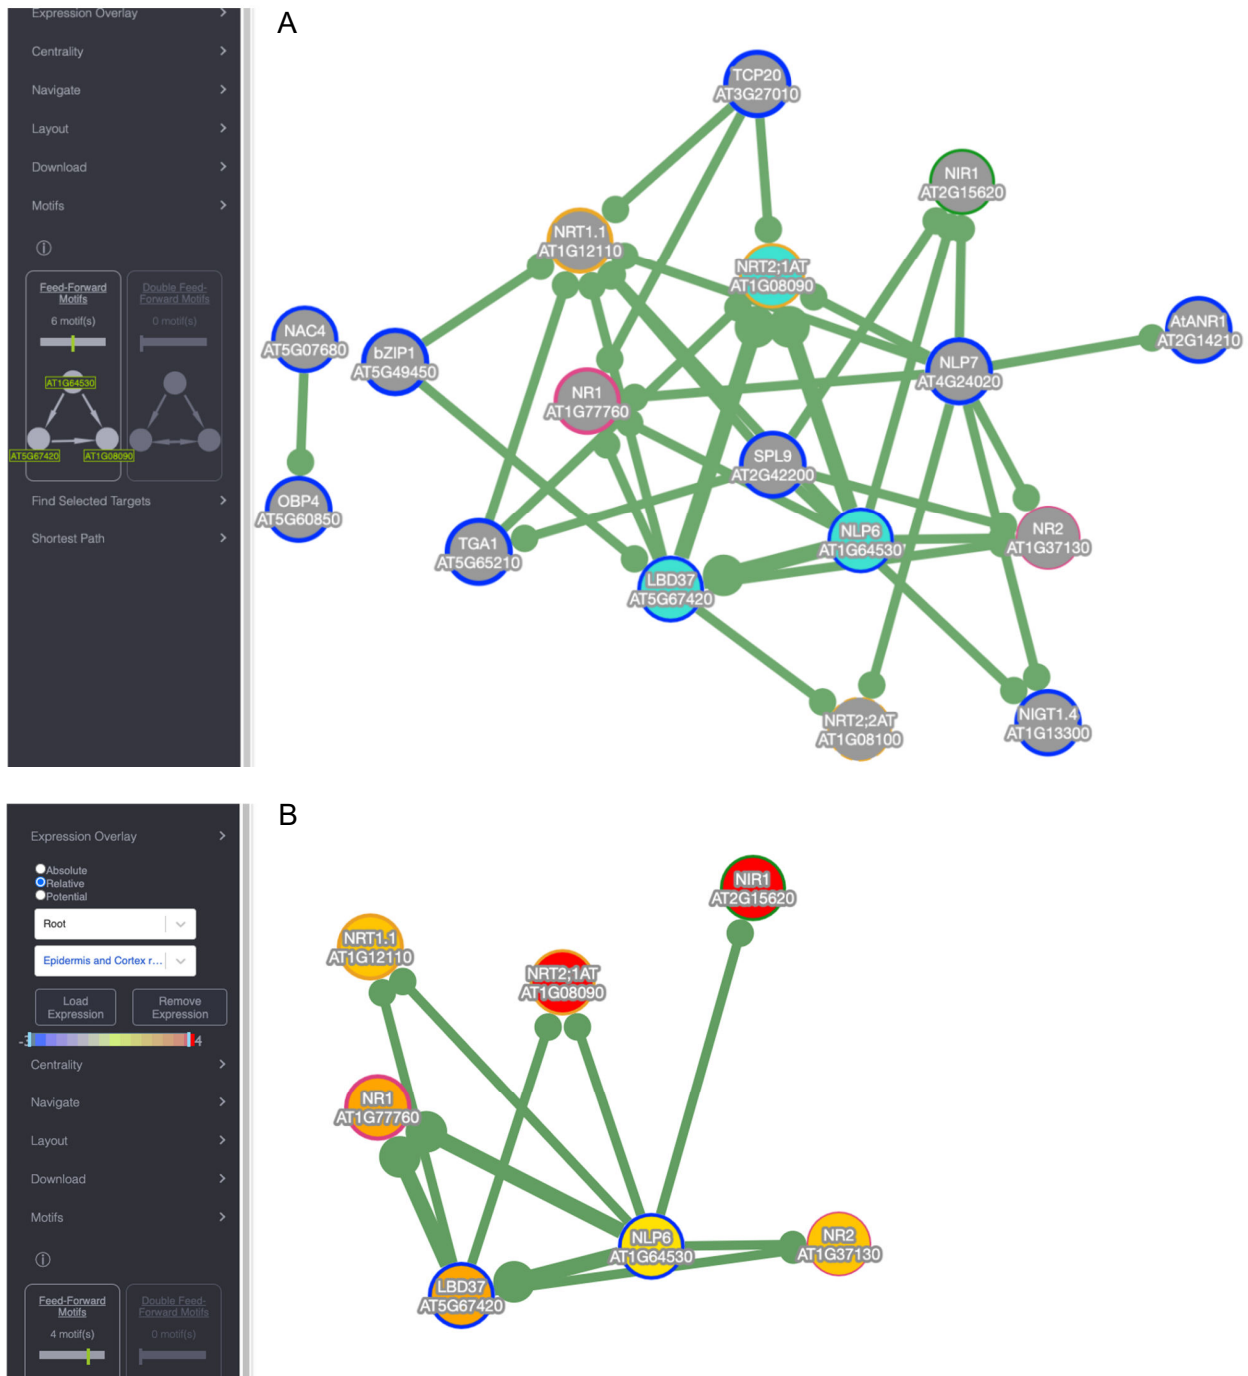 A
Expression Overlay
Centrality
Navigate
Layout
Download
Motifs
Feed-Forward
Motifs
6 motif(s)
AT1G64530
AT5G67420
AT1G08090
Double Feed-
Forward Motifs
0 motif(s)
Find Selected Targets
Shortest Path
TCP20
AT3G27010
NIR1
AT2G15620
NRT1.1
AT1G12110
NRT2;1AT
AT1G08090
NAC4
AT5G07680
bZIP1
AT5G49450
NLP7
AT4G24020
AtANR1
AT2G14210
NR1
AT1G77760
SPL9
AT2G42200
OBP4
AT5G60850
TGA1
AT5G65210
NLP6
AT1G64530
NR2
AT1G37130
LBD37
AT5G67420
NRT2;2AT
AT1G08100
NIGT1.4
AT1G13300
B
Expression Overlay
Absolute
Relative
Potential
Root
Epidermis and Cortex r...
Load
Expression
Remove
Expression
-3
4
Centrality
Navigate
Layout
Download
Motifs
Feed-Forward
Motifs
4 motif(s)
Double Feed-
Forward Motifs
0 motif(s)
NIR1
AT2G15620
NRT1.1
AT1G12110
NRT2;1AT
AT1G08090
NR1
AT1G77760
NLP6
AT1G64530
NR2
AT1G37130
LBD37
AT5G67420